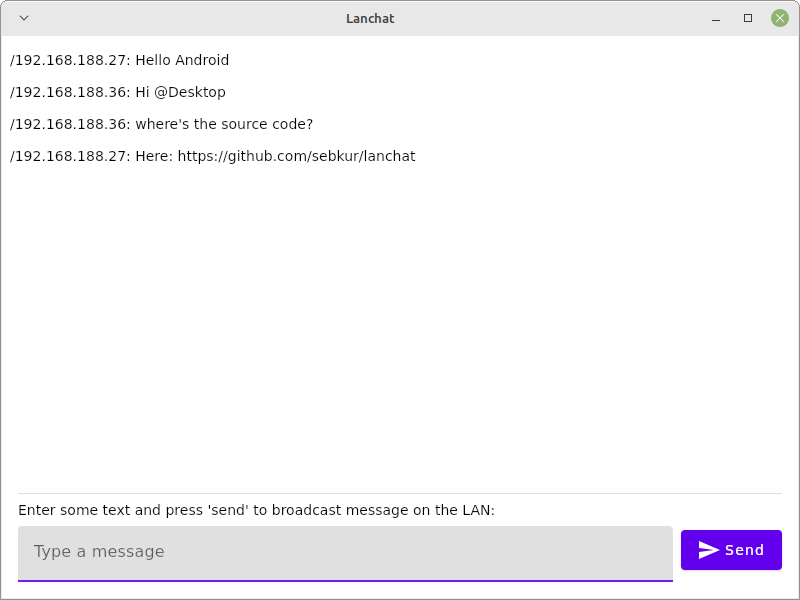 Lanchat
/192.168.188.27: Hello Android
/192.168.188.36: Hi @Desktop
/192.168.188.36: where's the source code?
/192.168.188.27: Here: https://github.com/sebkur/lanchat
Enter some text and press 'send' to broadcast message on the LAN:
Type a message
Send